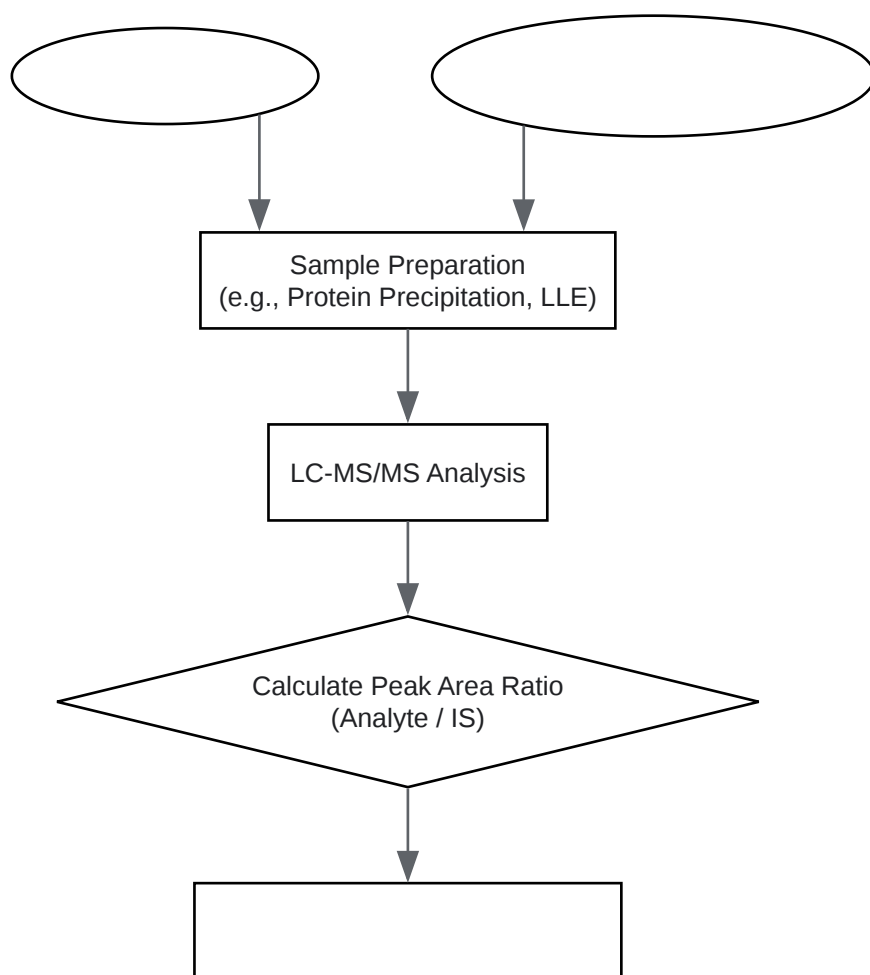 Sample Preparation
(e.g., Protein Precipitation, LLE)
LC-MS/MS Analysis
Calculate Peak Area Ratio
(Analyte / IS)